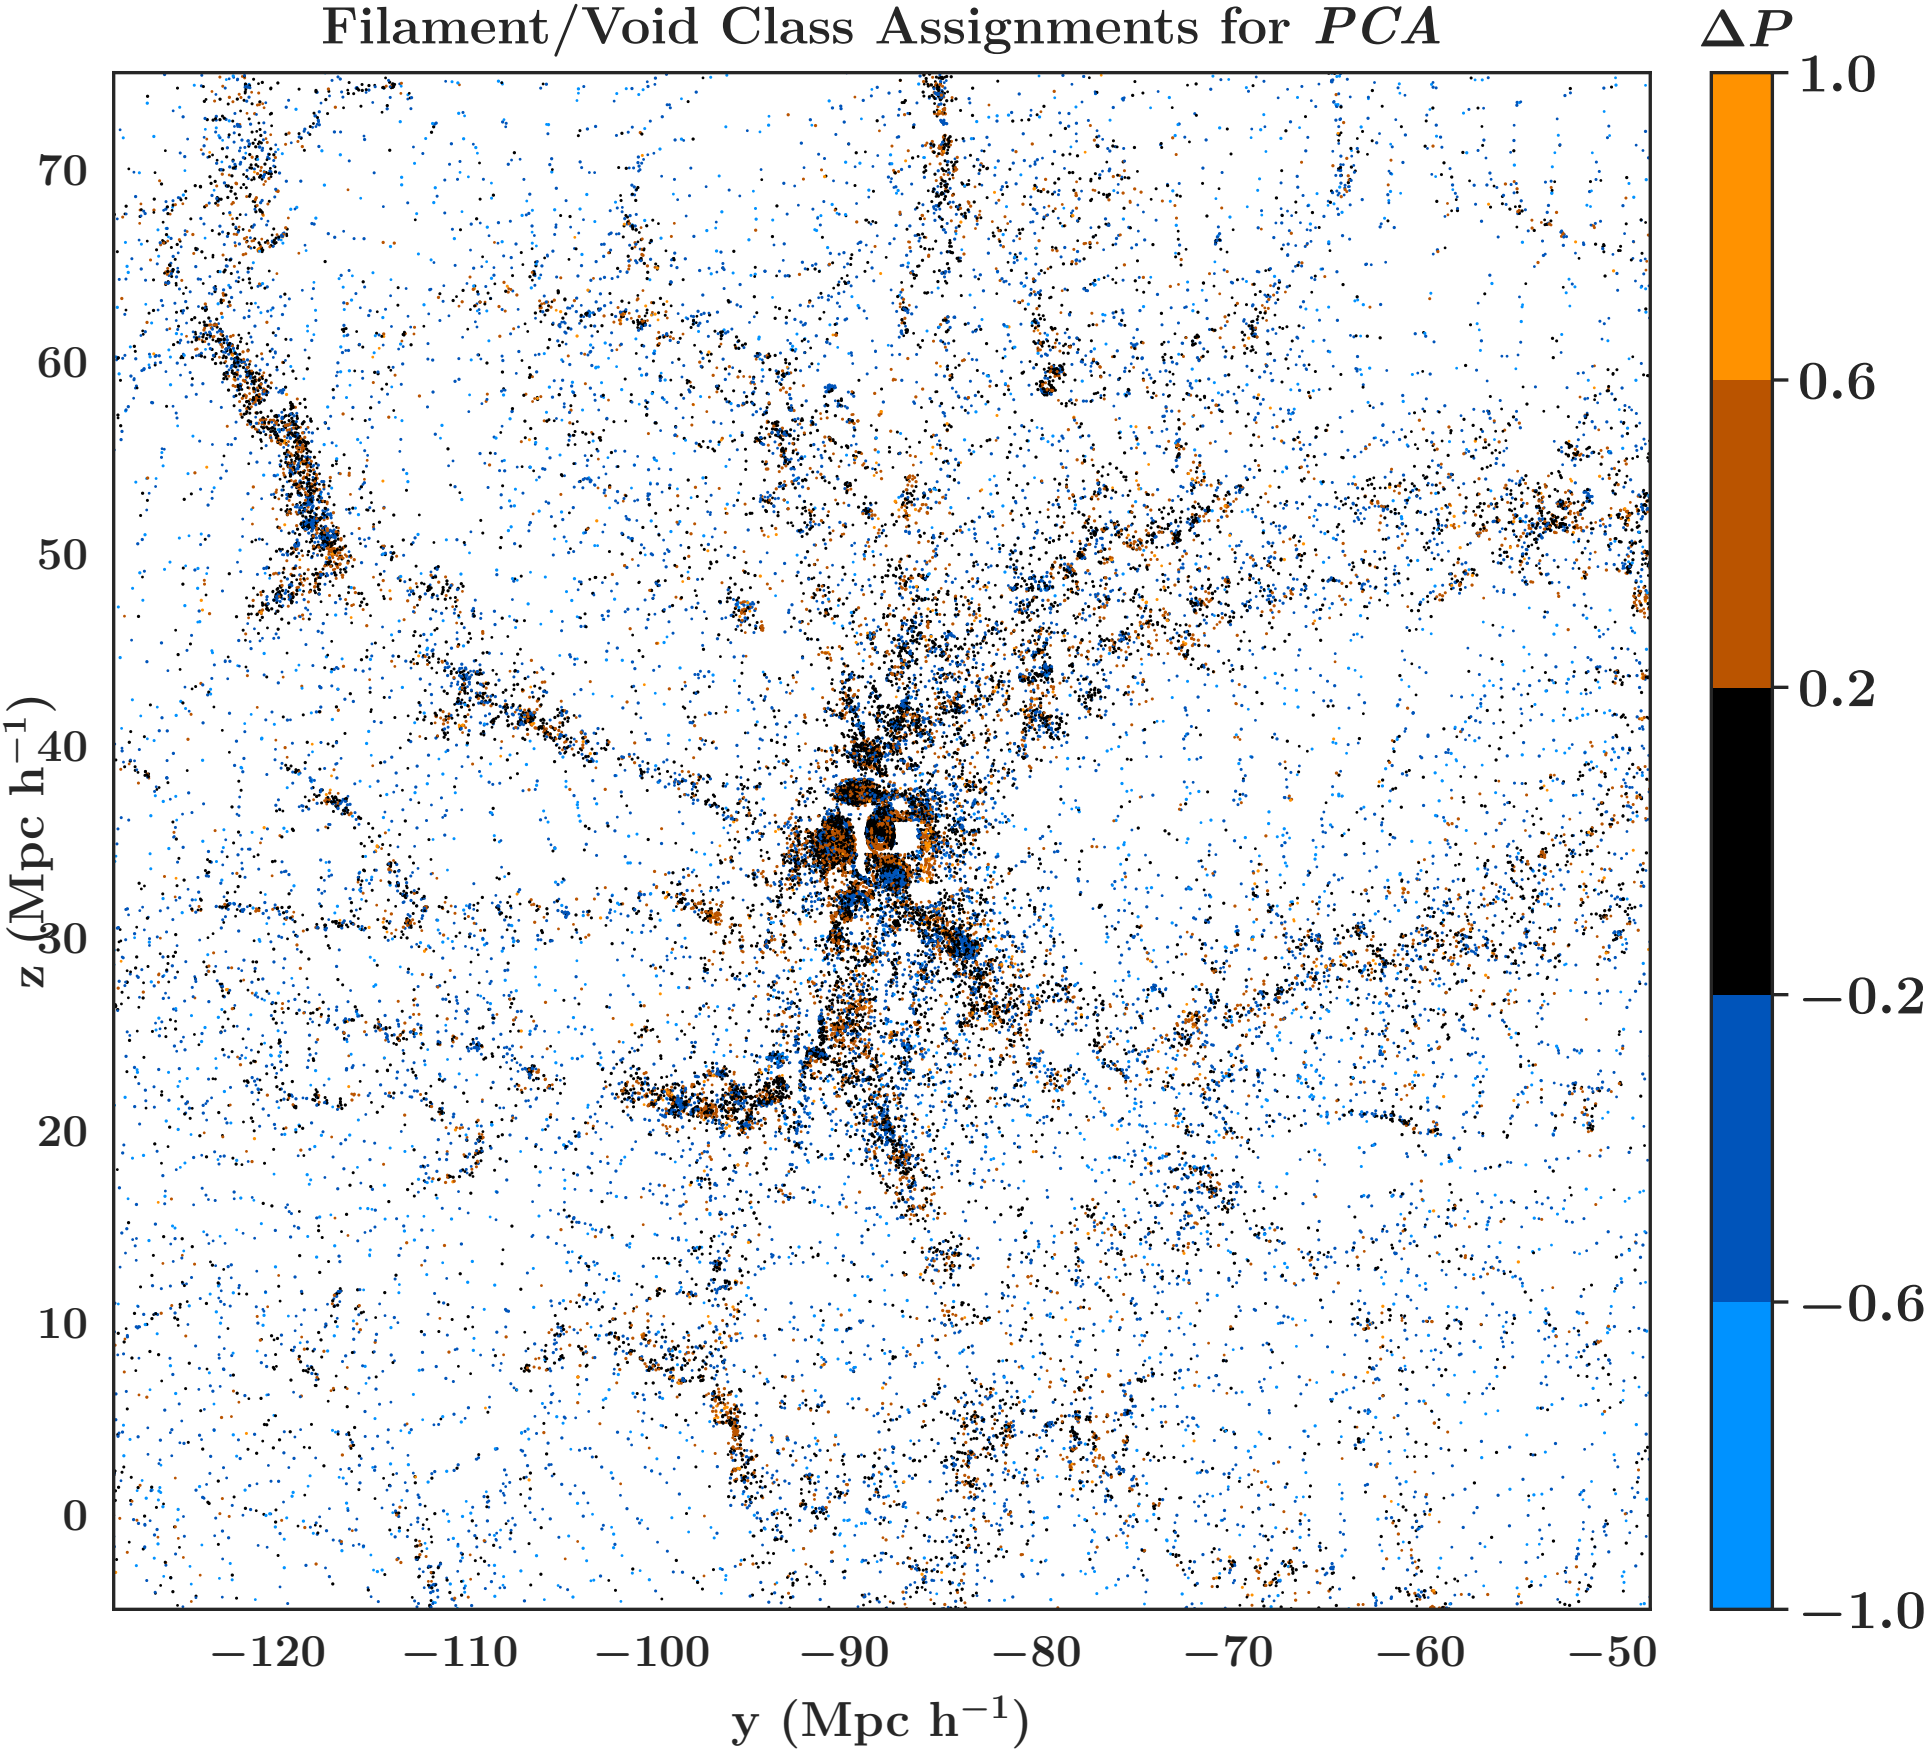 Filament/Void Class Assignments for PCA
ΔP
1.0
0.6
0.2
−0.2
−0.6
−1.0
z (Mpc h⁻¹)
70
60
50
40
30
20
10
0
−120 −110 −100 −90 −80 −70 −60 −50
y (Mpc h⁻¹)